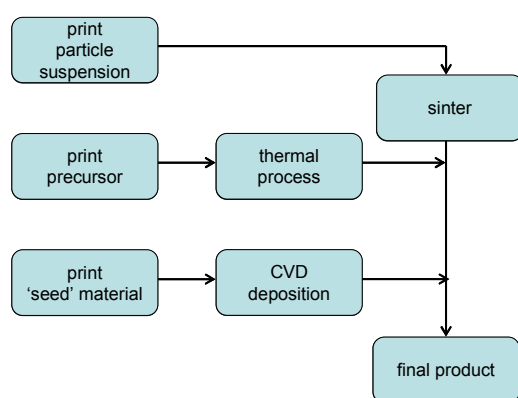 print
particle
suspension
sinter
print
precursor
thermal
process
print
‘seed’ material
CVD
deposition
final product